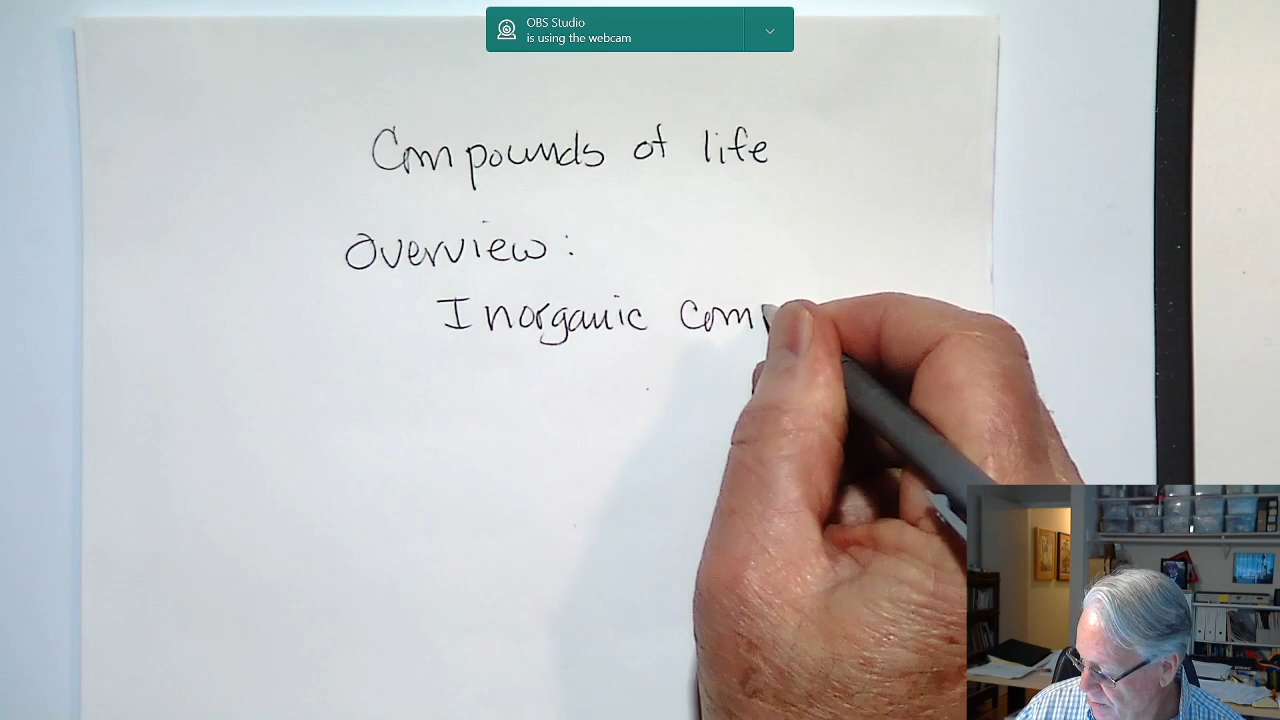 OBS Studio
is using the webcam
Compounds of life
Overview:
Inorganic com